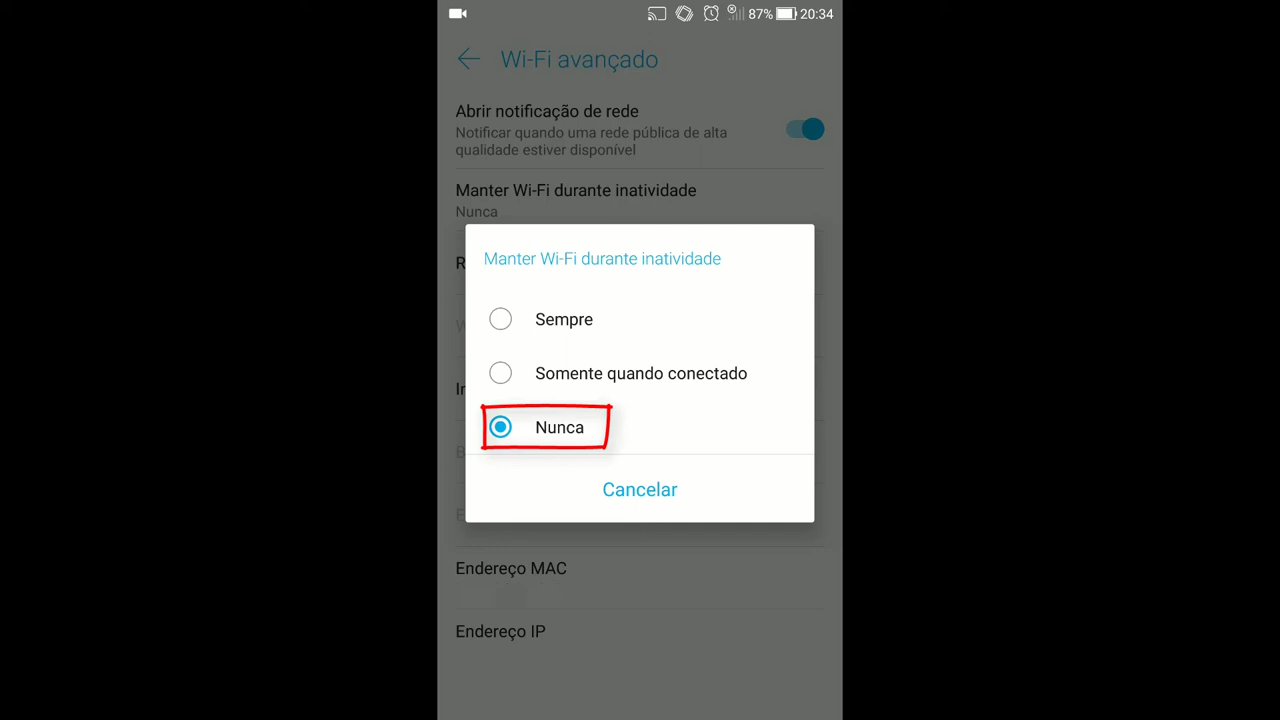 87% 20:34
Wi-Fi avançado
Abrir notificação de rede
Notificar quando uma rede pública de alta
qualidade estiver disponível
Manter Wi-Fi durante inatividade
Nunca
Manter Wi-Fi durante inatividade
Sempre
Somente quando conectado
Nunca
Cancelar
Endereço MAC
Endereço IP